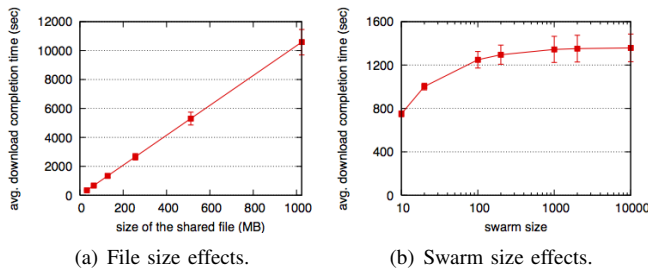 avg. download completion time (sec)
12000
10000
8000
6000
4000
2000
0
0 200 400 600 800 1000
size of the shared file (MB)
(a) File size effects.
avg. download completion time (sec)
1600
1200
800
400
0
10 100 1000 10000
swarm size
(b) Swarm size effects.